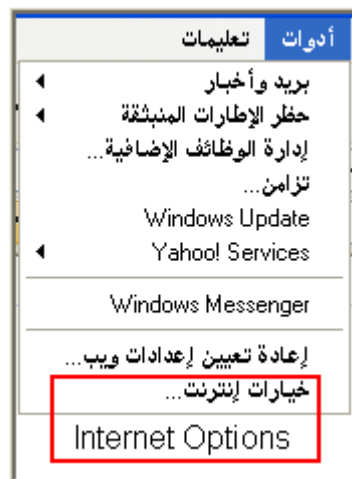 أدوات تعليمات
بريد وأخبار
حظر الإطارات المنبثقة
إدارة الوظائف الإضافية...
تزامن...
Windows Update
Yahoo! Services
Windows Messenger
إعادة تعيين إعدادات ويب...
خيارات إنترنت...
Internet Options